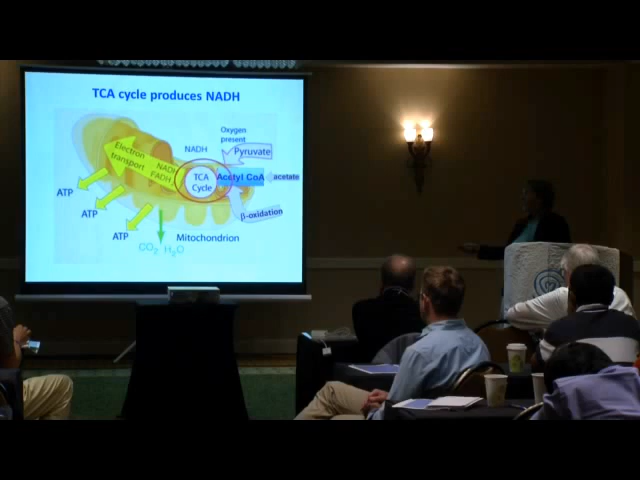 TCA cycle produces NADH
Oxygen
present
NADH
Pyruvate
Electron
transport
NADH
FADH₂
TCA
Cycle
Acetyl CoA
acetate
ATP
ATP
ATP
β-oxidation
Mitochondrion
CO₂ H₂O